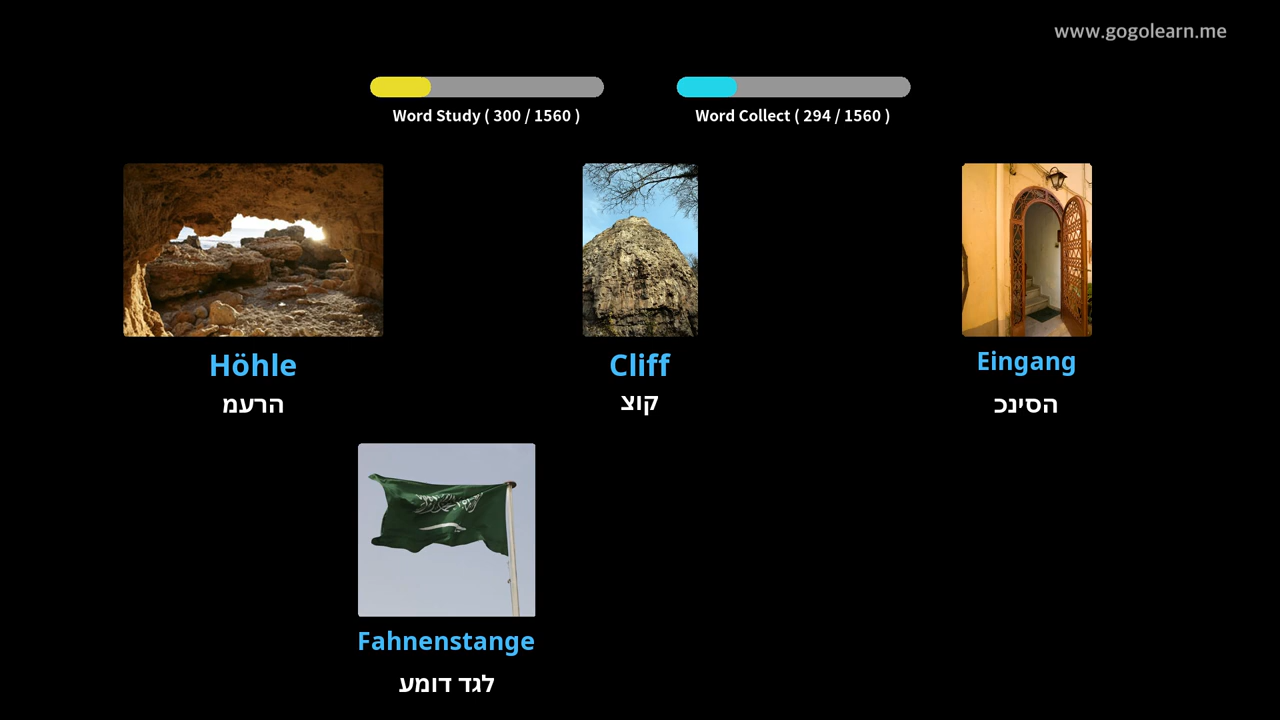 www.gogolearn.me
Word Study ( 300 / 1560 )
Word Collect ( 294 / 1560 )
Höhle
הרעמ
Cliff
קוצ
Eingang
הסינכ
Fahnenstange
לגד דומע